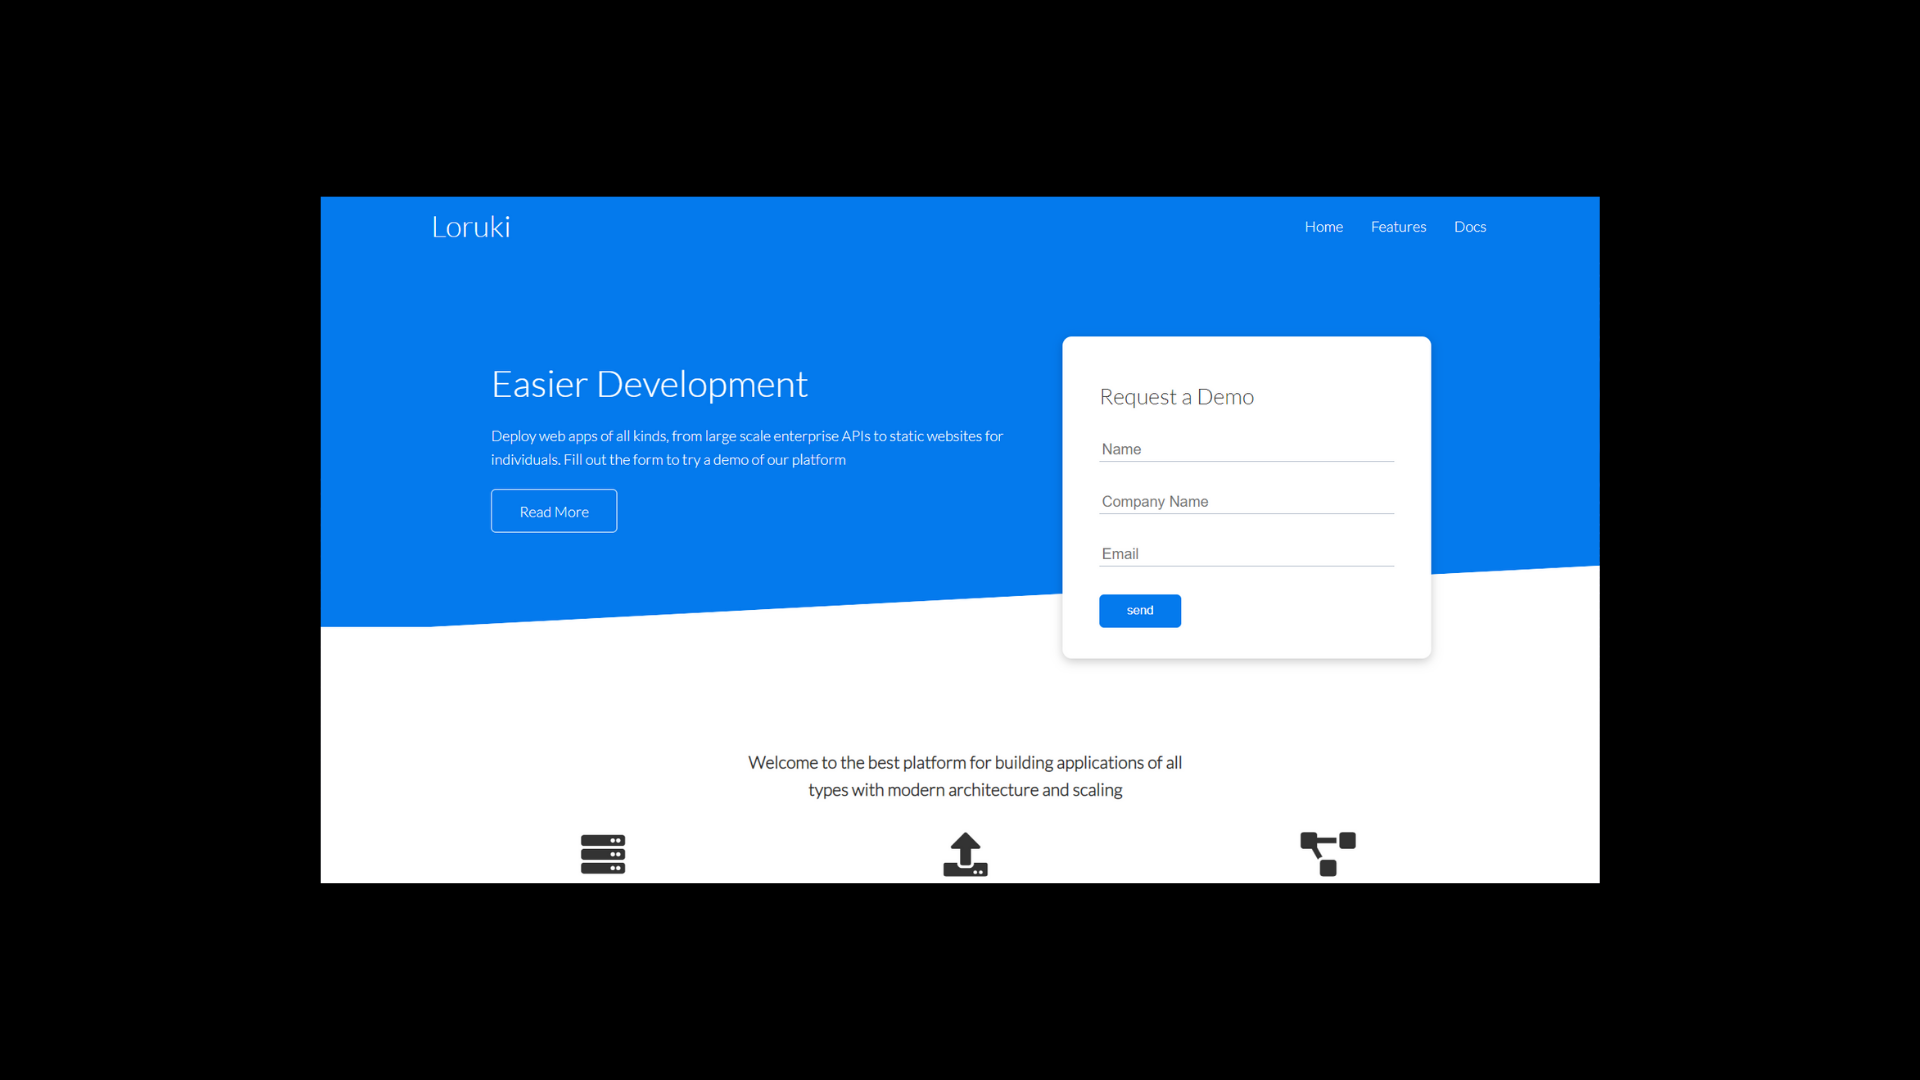 Loruki
Home Features Docs
Easier Development
Deploy web apps of all kinds, from large scale enterprise APIs to static websites for
individuals. Fill out the form to try a demo of our platform
Read More
Request a Demo
Name
Company Name
Email
send
Welcome to the best platform for building applications of all
types with modern architecture and scaling